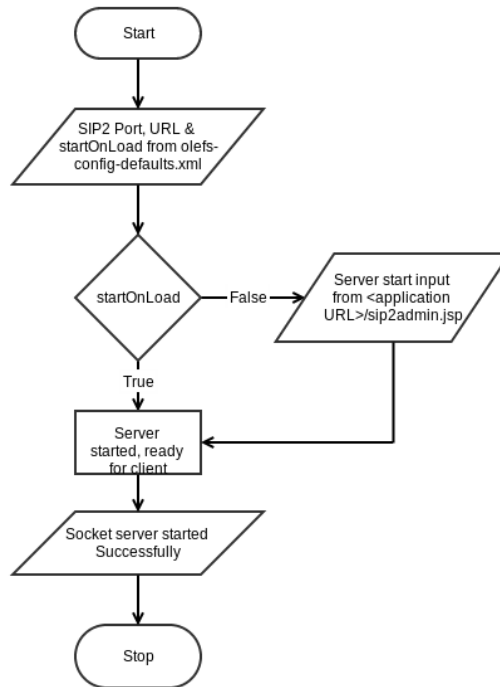 Start
SIP2 Port, URL &
startOnLoad from olefs-
config-defaults.xml
startOnLoad
False
Server start input
from <application
URL>/sip2admin.jsp
True
Server
started, ready
for client
Socket server started
Successfully
Stop